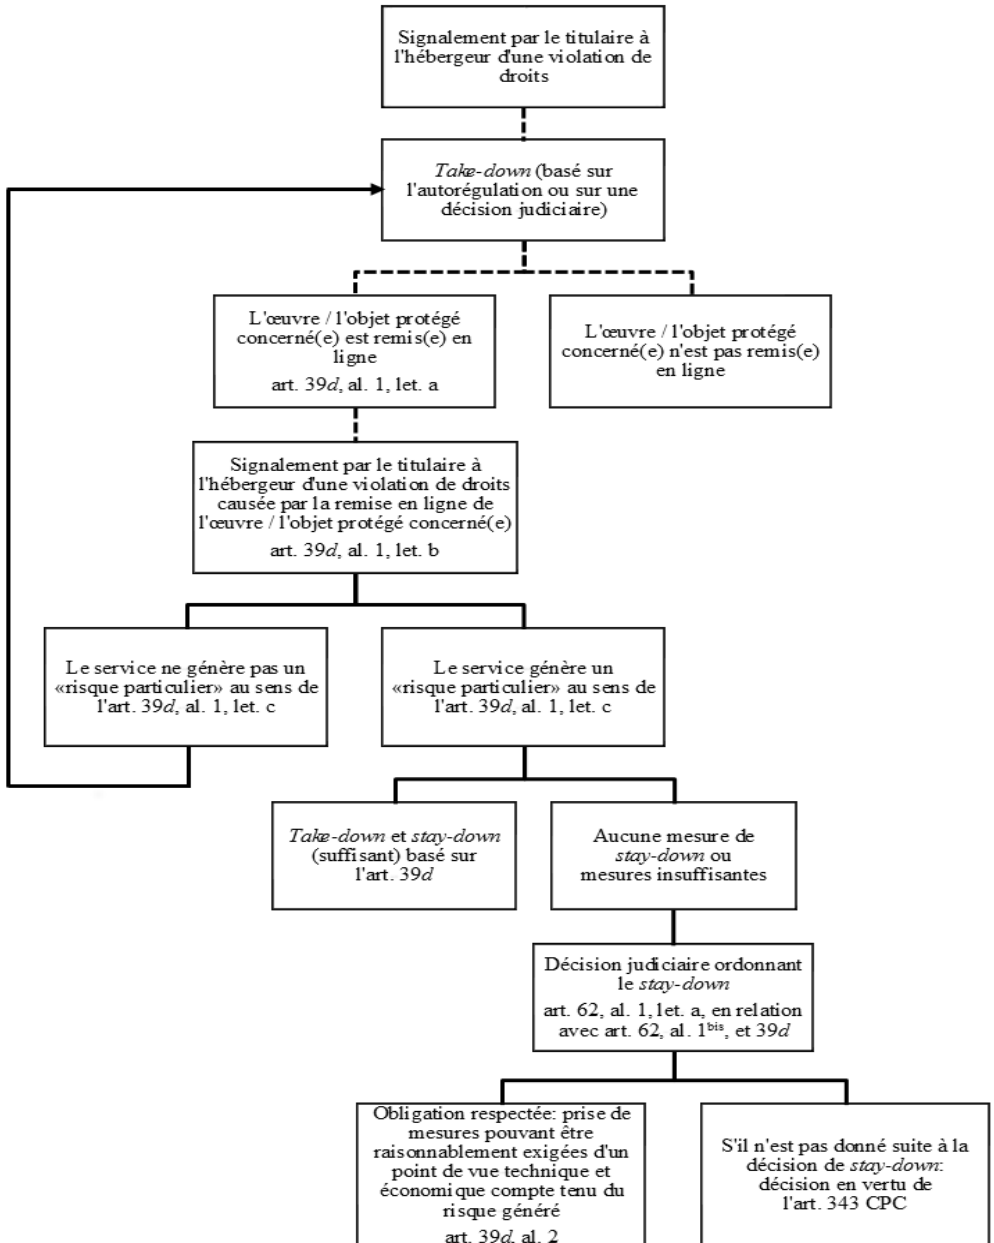 Signalement par le titulaire à
l'hébergeur d'une violation de
droits
Take-down (basé sur
l'autorégulation ou sur une
décision judiciaire)
L'œuvre / l'objet protégé
concerné(e) est remis(e) en
ligne
art. 39d, al. 1, let. a
L'œuvre / l'objet protégé
concerné(e) n'est pas remis(e)
en ligne
Signalement par le titulaire à
l'hébergeur d'une violation de droits
causée par la remise en ligne de
l'œuvre / l'objet protégé concerné(e)
art. 39d, al. 1, let. b
Le service ne génère pas un
«risque particulier» au sens de
l'art. 39d, al. 1, let. c
Le service génère un
«risque particulier» au sens de
l'art. 39d, al. 1, let. c
Take-down et stay-down
(suffisant) basé sur
l'art. 39d
Aucune mesure de
stay-down ou
mesures insuffisantes
Décision judiciaire ordonnant
le stay-down
art. 62, al. 1, let. a, en relation
avec art. 62, al. 1bis, et 39d
Obligation respectée: prise de
mesures pouvant être
raisonnablement exigées d'un
point de vue technique et
économique compte tenu du
risque généré
art. 39d, al. 2
S'il n'est pas donné suite à la
décision de stay-down:
décision en vertu de
l'art. 343 CPC